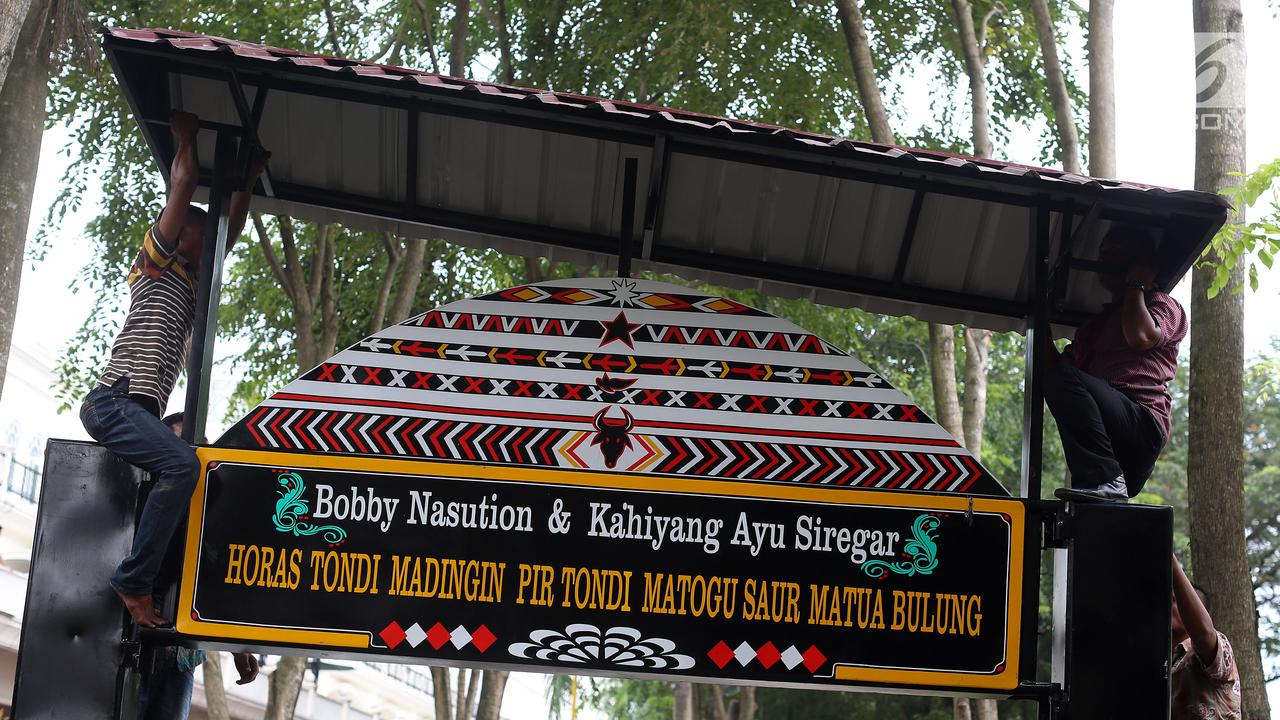 Bobby Nasution & Kahiyang Ayu Siregar
HORAS TONDI MADINGIN PIR TONDI MATOGU SAUR MATUA BULUNG